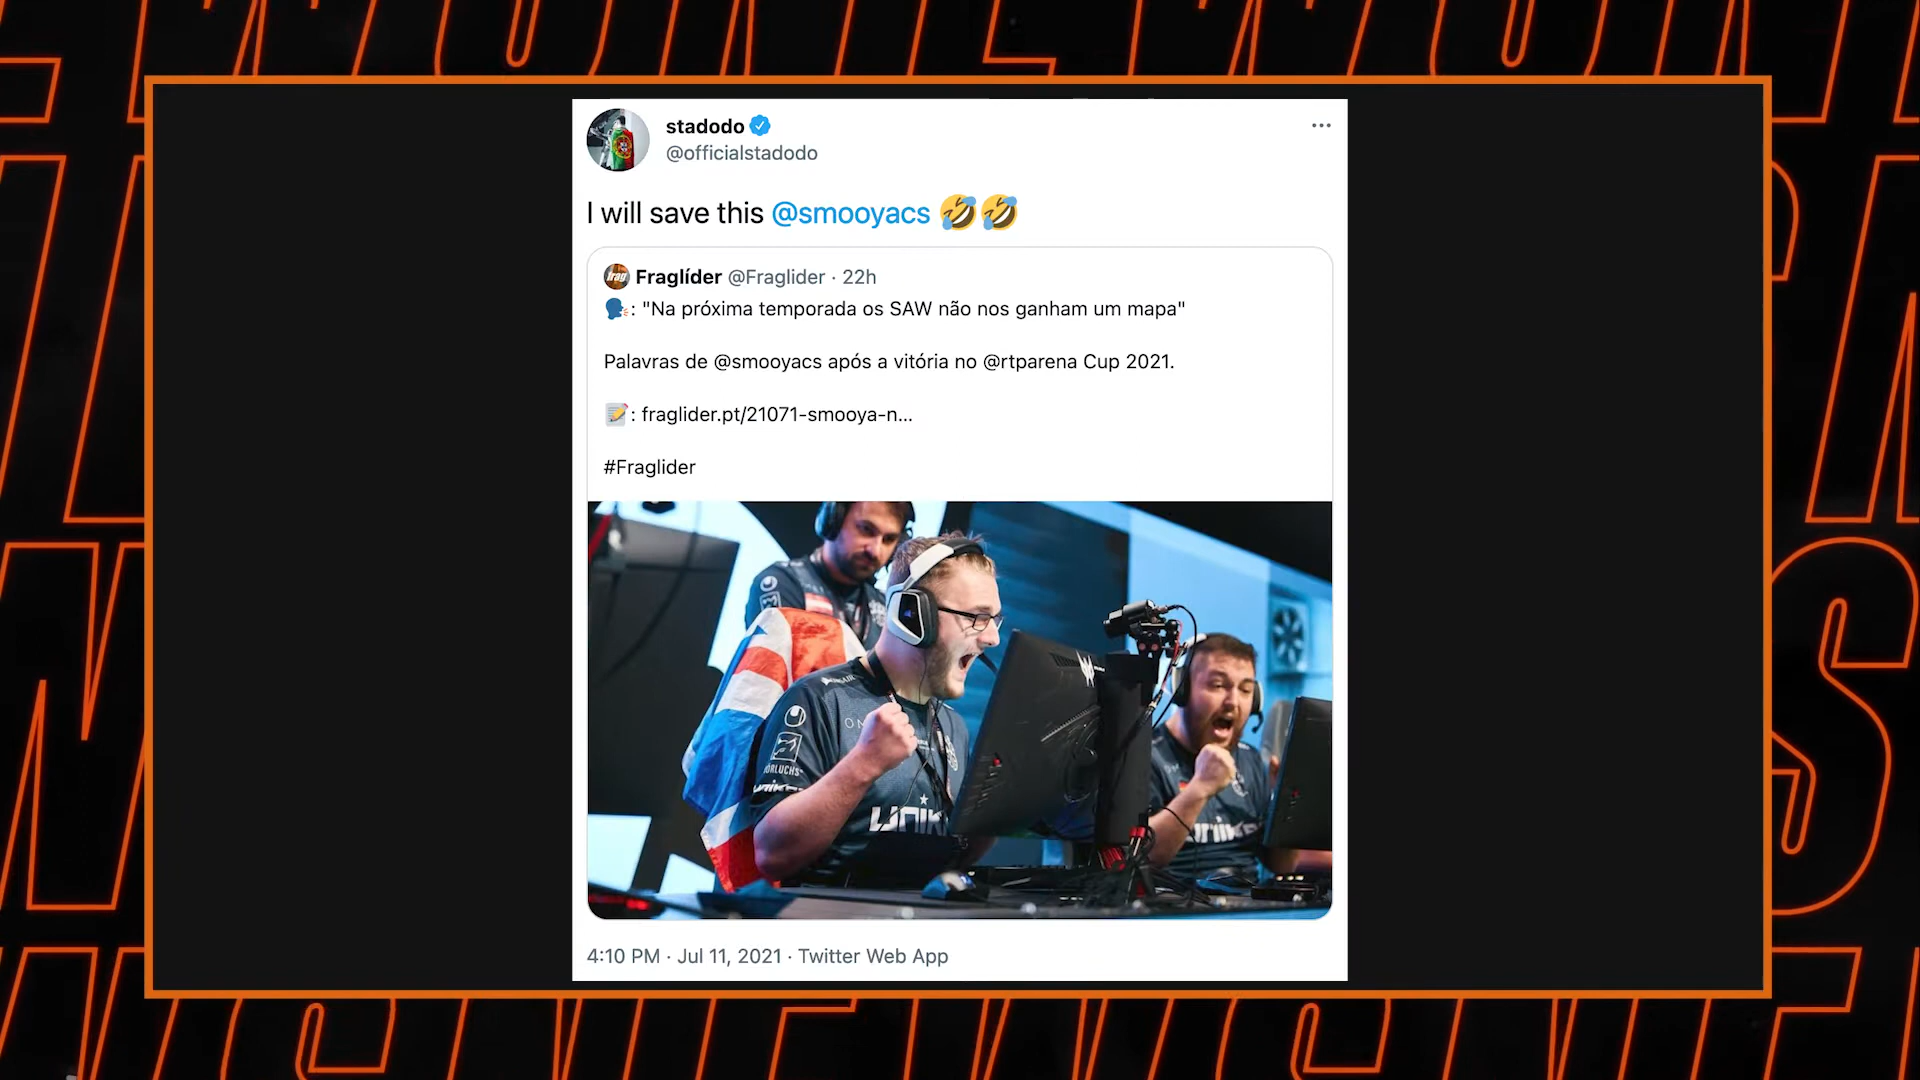 stadodo
@officialstadodo
I will save this @smooyacs 🤣🤣
Fraglíder @Fraglider · 22h
🗣️: "Na próxima temporada os SAW não nos ganham um mapa"
Palavras de @smooyacs após a vitória no @rtparena Cup 2021.
📝: fraglider.pt/21071-smooya-n...
#Fraglider
4:10 PM · Jul 11, 2021 · Twitter Web App